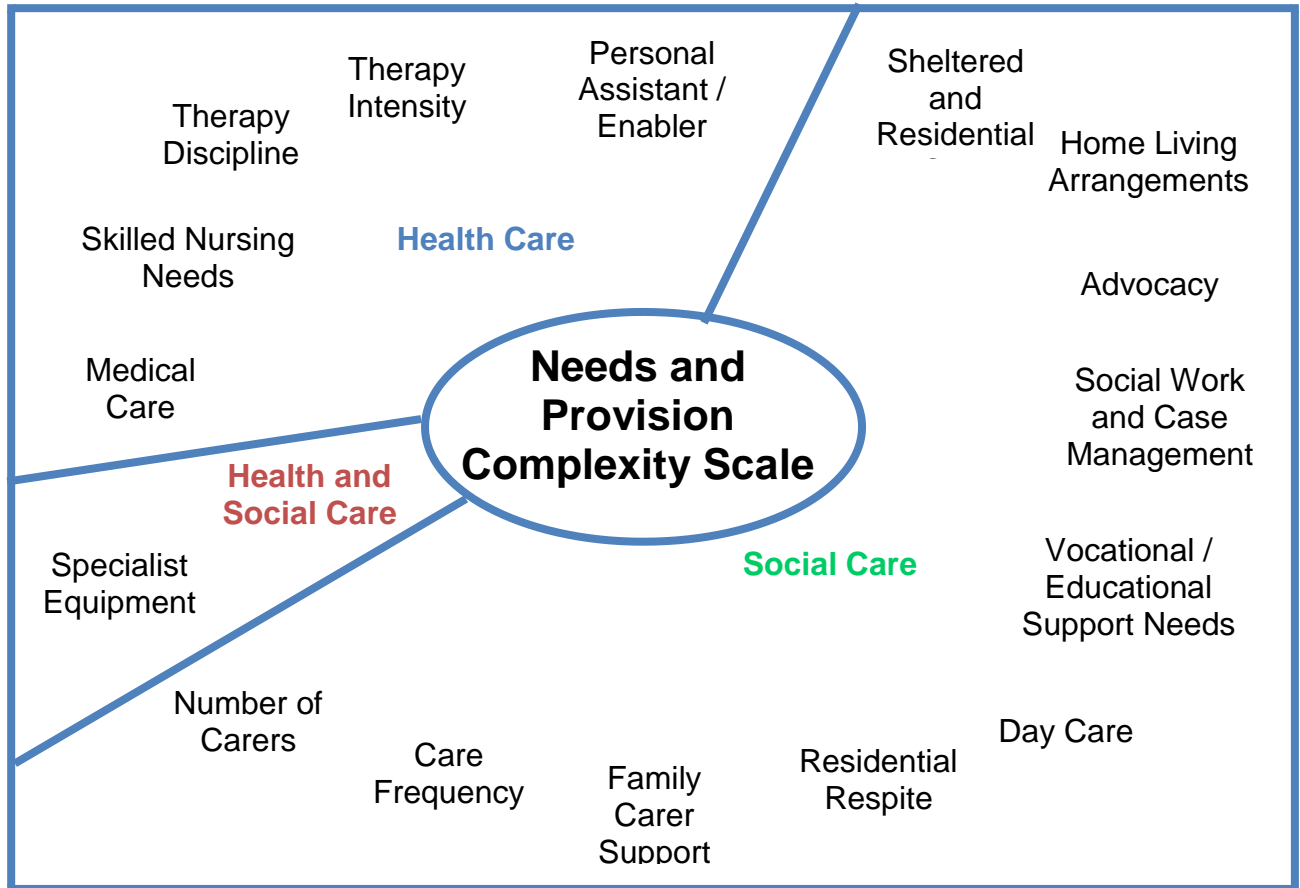 Therapy
Intensity
Personal
Assistant /
Enabler
Sheltered
and
Residential
Therapy
Discipline
Home Living
Arrangements
Skilled Nursing
Needs
Health Care
Advocacy
Medical
Care
Needs and
Provision
Complexity Scale
Social Work
and Case
Management
Health and
Social Care
Specialist
Equipment
Social Care
Vocational /
Educational
Support Needs
Number of
Carers
Care
Frequency
Family
Carer
Support
Residential
Respite
Day Care